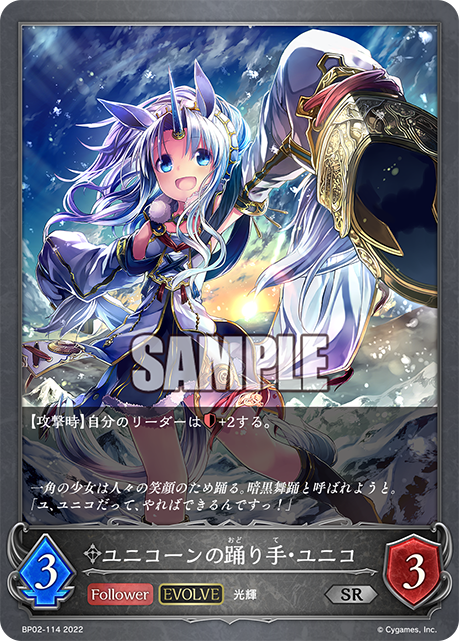 SAMPLE
【攻撃時】自分のリーダーは+2する。
一角の少女は人々の笑顔のため踊る。暗黒舞踊と呼ばれようと。
「ユ、ユニコだって、やればできるんですっ！」
おど て
ユニコーンの踊り手・ユニコ
3
Follower EVOLVE 光輝
SR
3
BP02-114 2022
© Cygames, Inc.